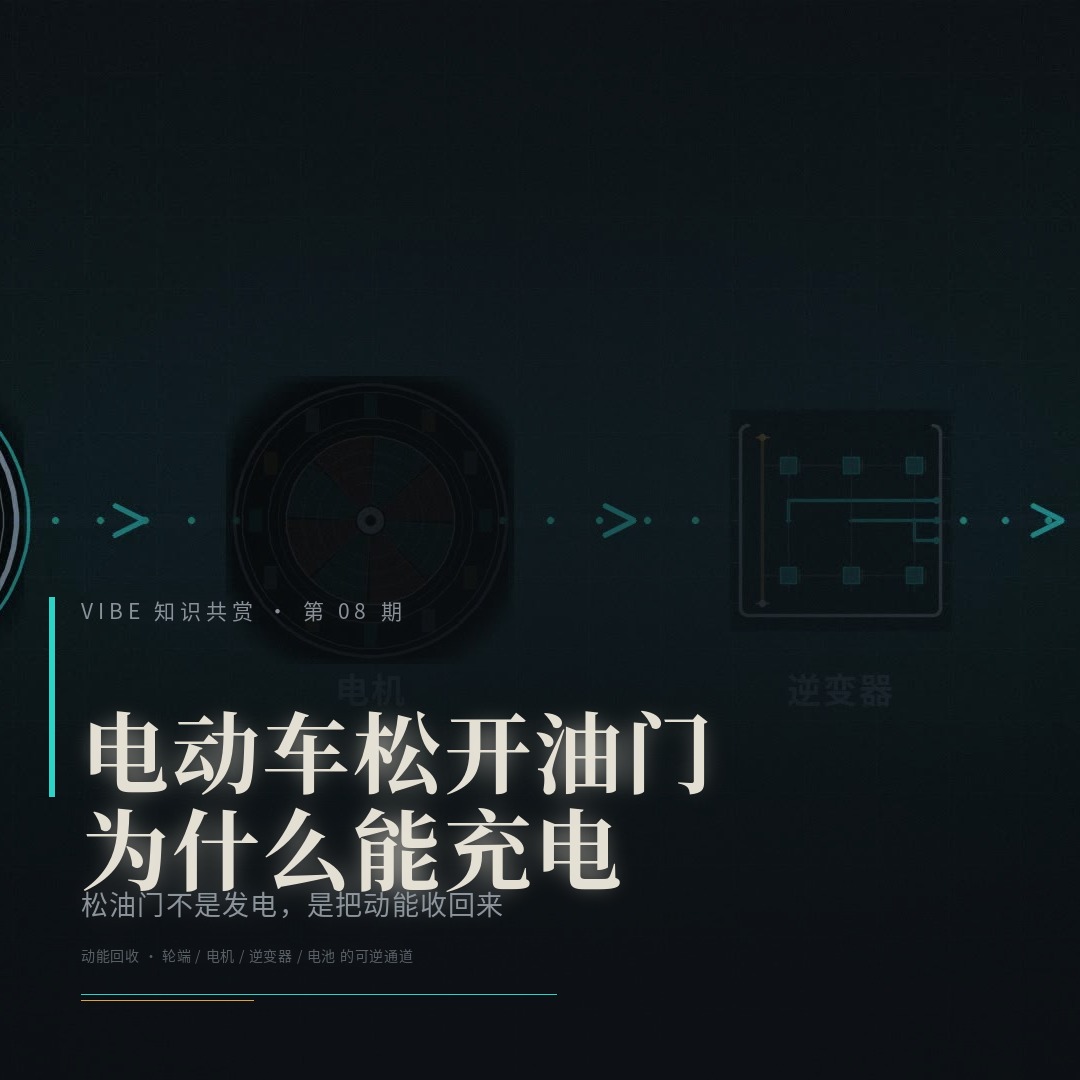 VIBE 知识共赏 · 第 08 期
电机
逆变器
电动车松开油门
为什么能充电
松油门不是发电，是把动能收回来
动能回收 · 轮端 / 电机 / 逆变器 / 电池 的可逆通道